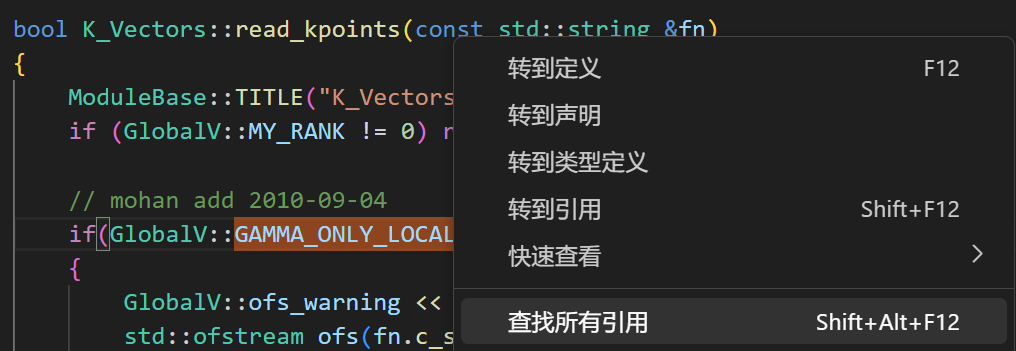 bool K_Vectors::read_kpoints(const std::string &fn)
{
ModuleBase::TITLE("K_Vectors
if (GlobalV::MY_RANK != 0) r
// mohan add 2010-09-04
if(GlobalV::GAMMA_ONLY_LOCAL
{
GlobalV::ofs_warning <<
std::ofstream ofs(fn.c_s
转到定义 F12
转到声明
转到类型定义
转到引用 Shift+F12
快速查看
查找所有引用 Shift+Alt+F12